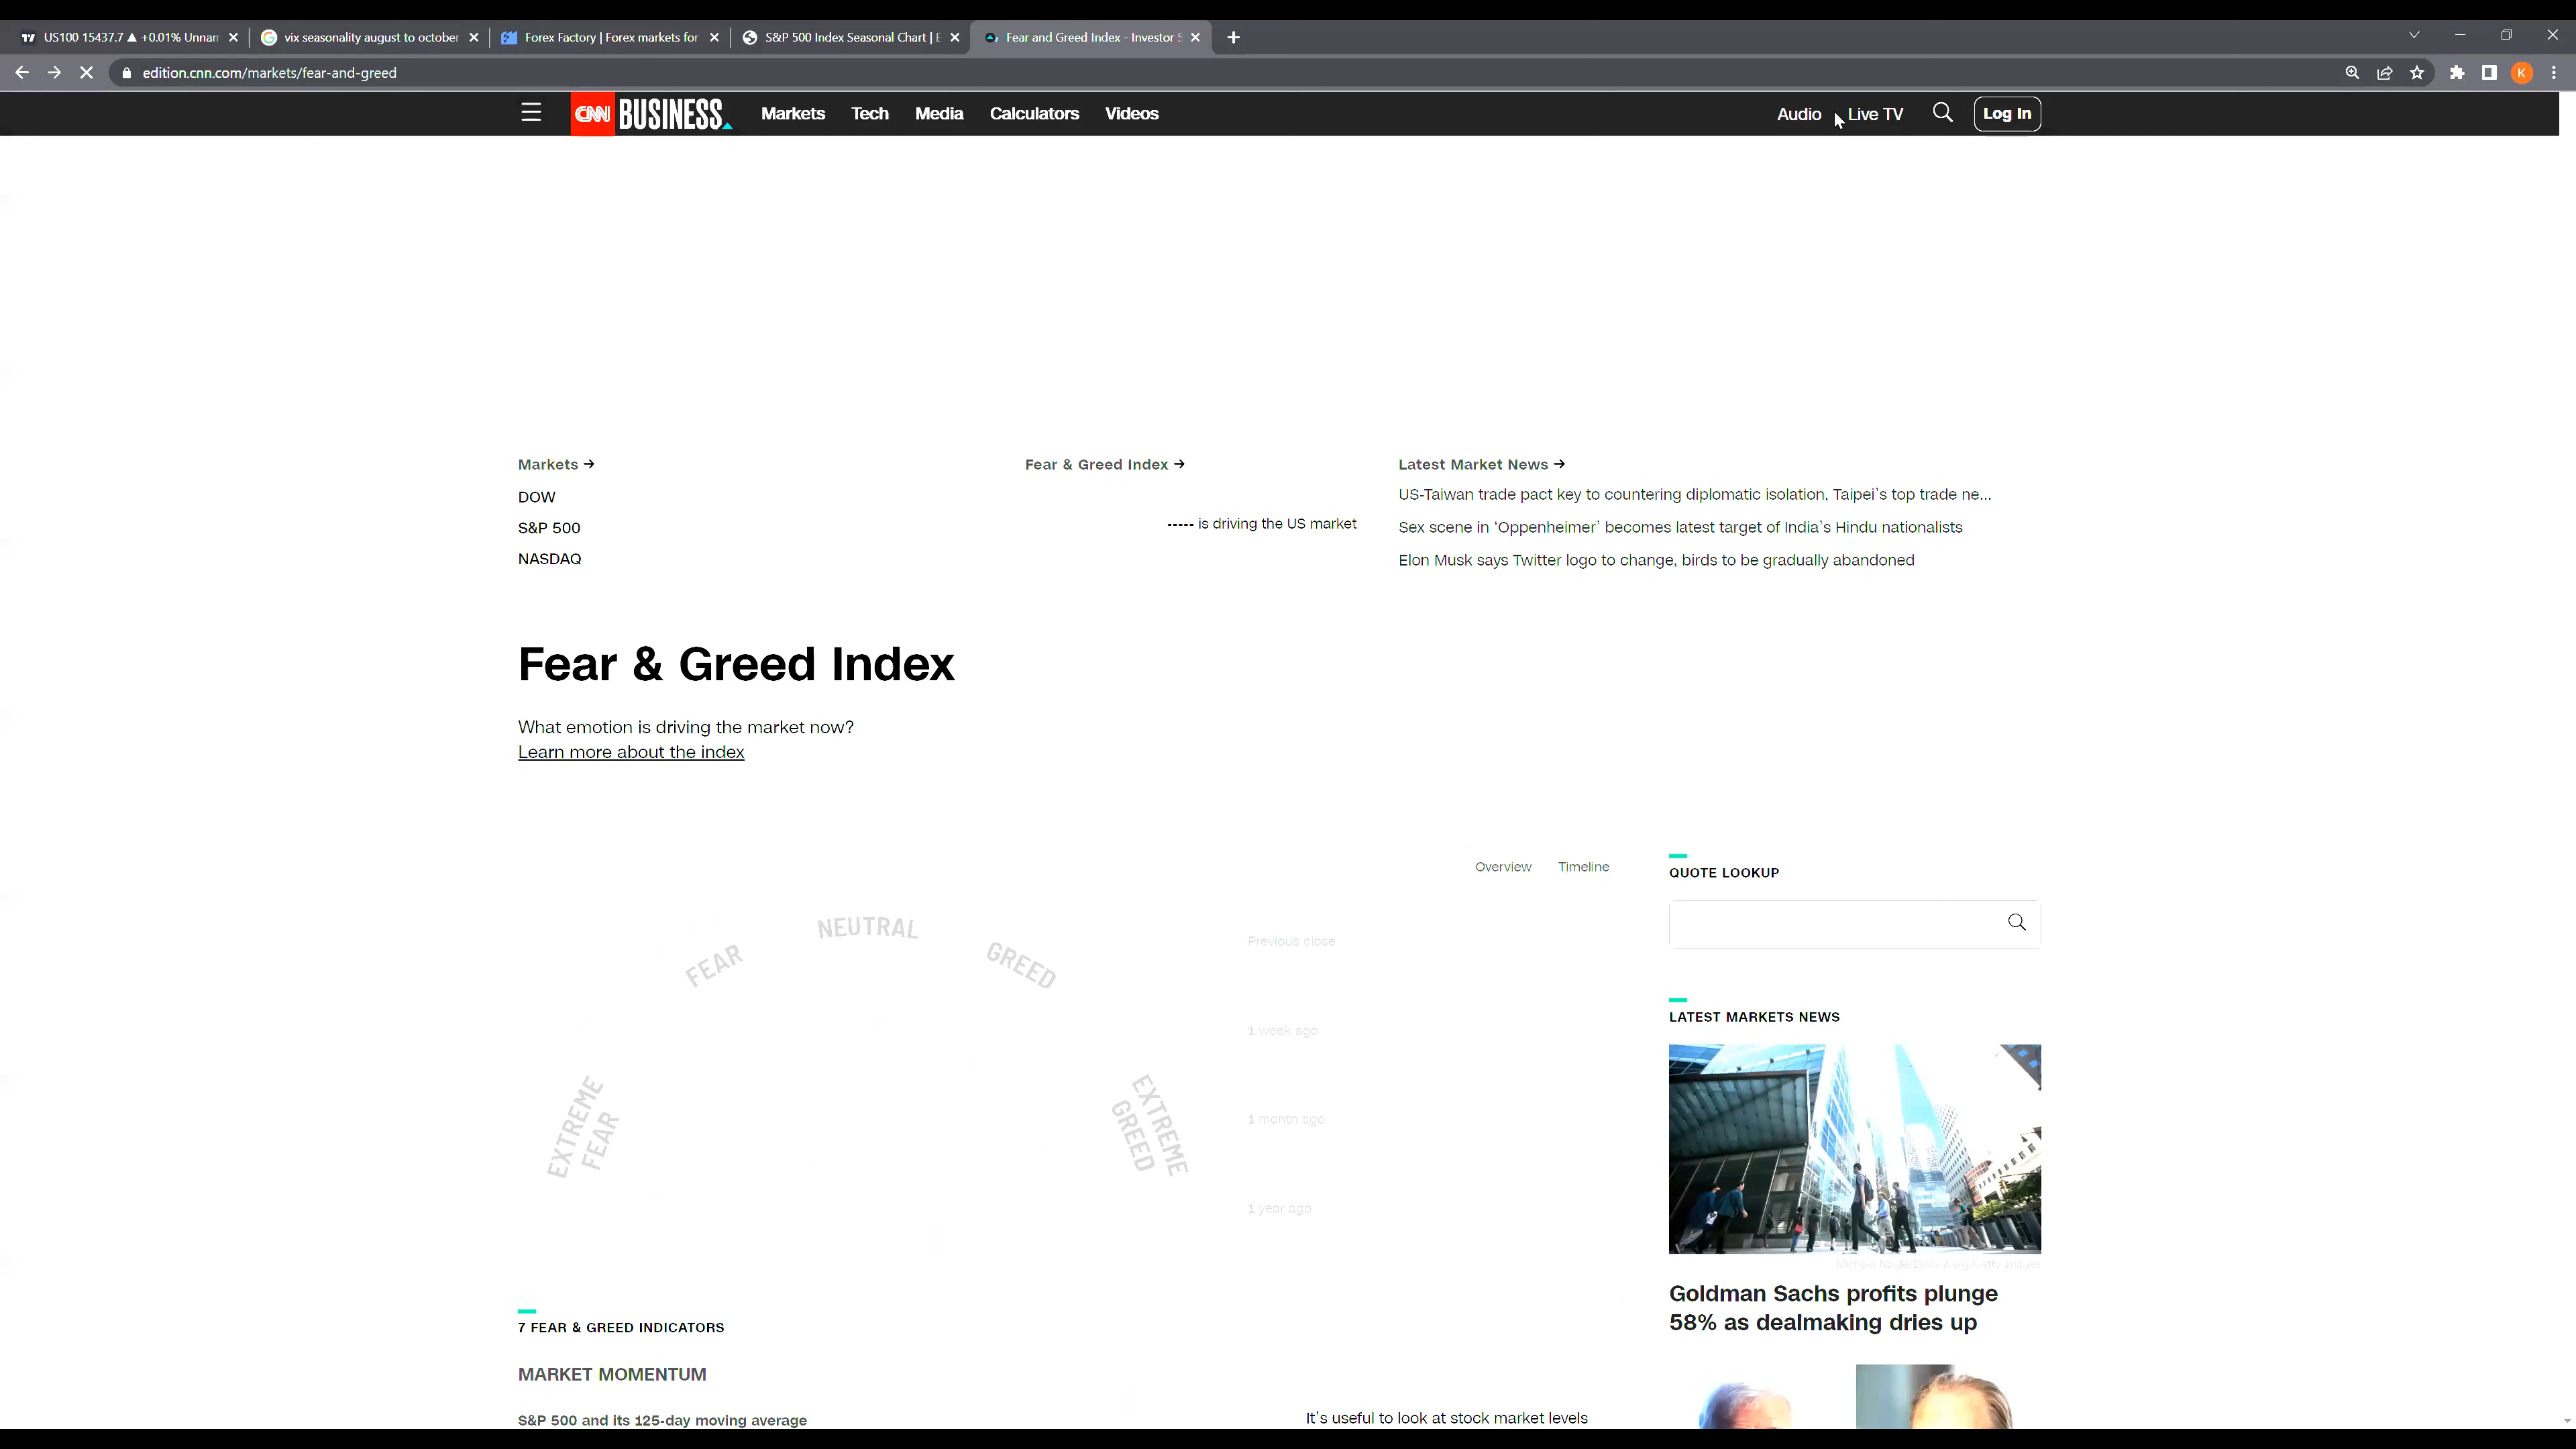 US100 15437.7 ▲ +0.01% Unnam
vix seasonality august to october
Forex Factory | Forex markets for
S&P 500 Index Seasonal Chart | E
Fear and Greed Index - Investor S
edition.cnn.com/markets/fear-and-greed
K
CNN BUSINESS
Markets
Tech
Media
Calculators
Videos
Audio
Live TV
Log In
Markets →
DOW
S&P 500
NASDAQ
Fear & Greed Index →
----- is driving the US market
Latest Market News →
US-Taiwan trade pact key to countering diplomatic isolation, Taipei's top trade ne...
Sex scene in 'Oppenheimer' becomes latest target of India's Hindu nationalists
Elon Musk says Twitter logo to change, birds to be gradually abandoned
Fear & Greed Index
What emotion is driving the market now?
Learn more about the index
Overview
Timeline
EXTREME
FEAR
FEAR
NEUTRAL
GREED
EXTREME
GREED
Previous close
1 week ago
1 month ago
1 year ago
QUOTE LOOKUP
LATEST MARKETS NEWS
Goldman Sachs profits plunge
58% as dealmaking dries up
7 FEAR & GREED INDICATORS
MARKET MOMENTUM
S&P 500 and its 125-day moving average
It's useful to look at stock market levels